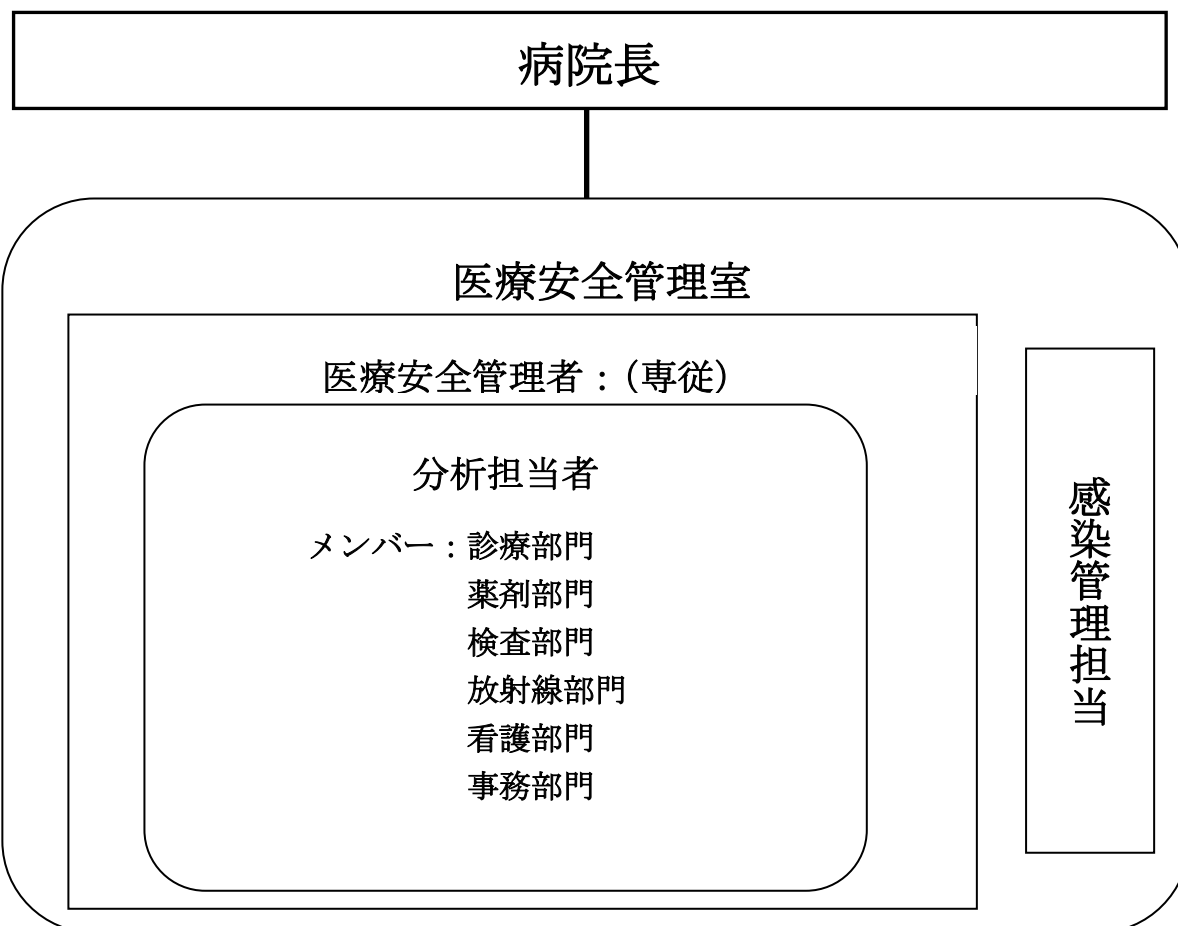 病院長
医療安全管理室
医療安全管理者：（専従）
分析担当者
メンバー：診療部門
薬剤部門
検査部門
放射線部門
看護部門
事務部門
感染管理担当